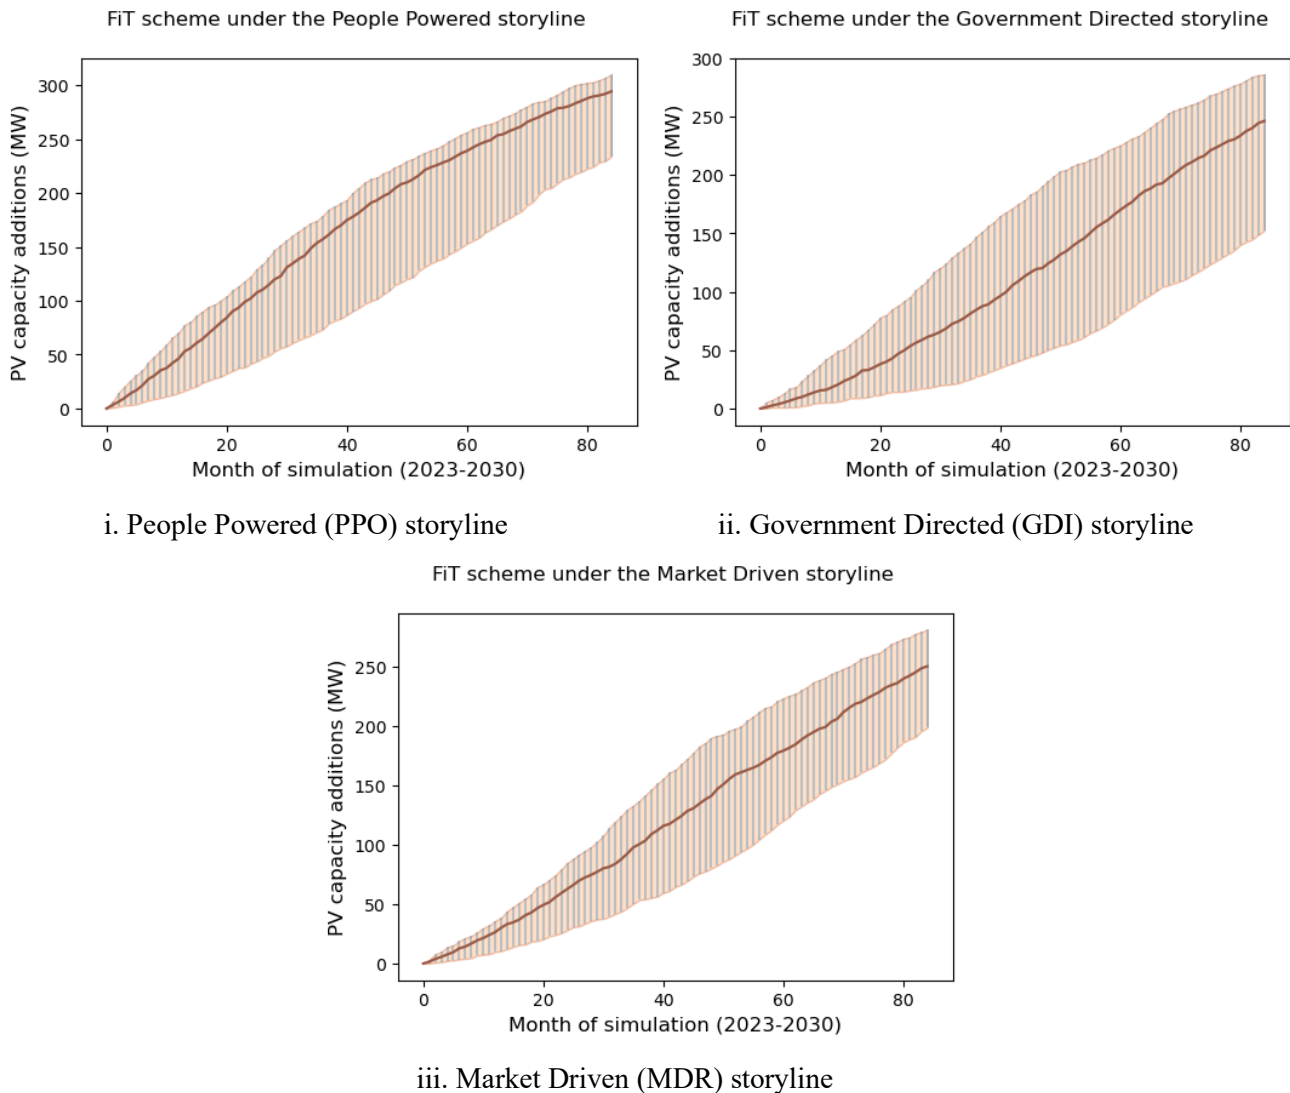 FiT scheme under the People Powered storyline
PV capacity additions (MW)
300
250
200
150
100
50
0
0 20 40 60 80
Month of simulation (2023-2030)
i. People Powered (PPO) storyline
FiT scheme under the Government Directed storyline
PV capacity additions (MW)
300
250
200
150
100
50
0
0 20 40 60 80
Month of simulation (2023-2030)
ii. Government Directed (GDI) storyline
FiT scheme under the Market Driven storyline
PV capacity additions (MW)
250
200
150
100
50
0
0 20 40 60 80
Month of simulation (2023-2030)
iii. Market Driven (MDR) storyline